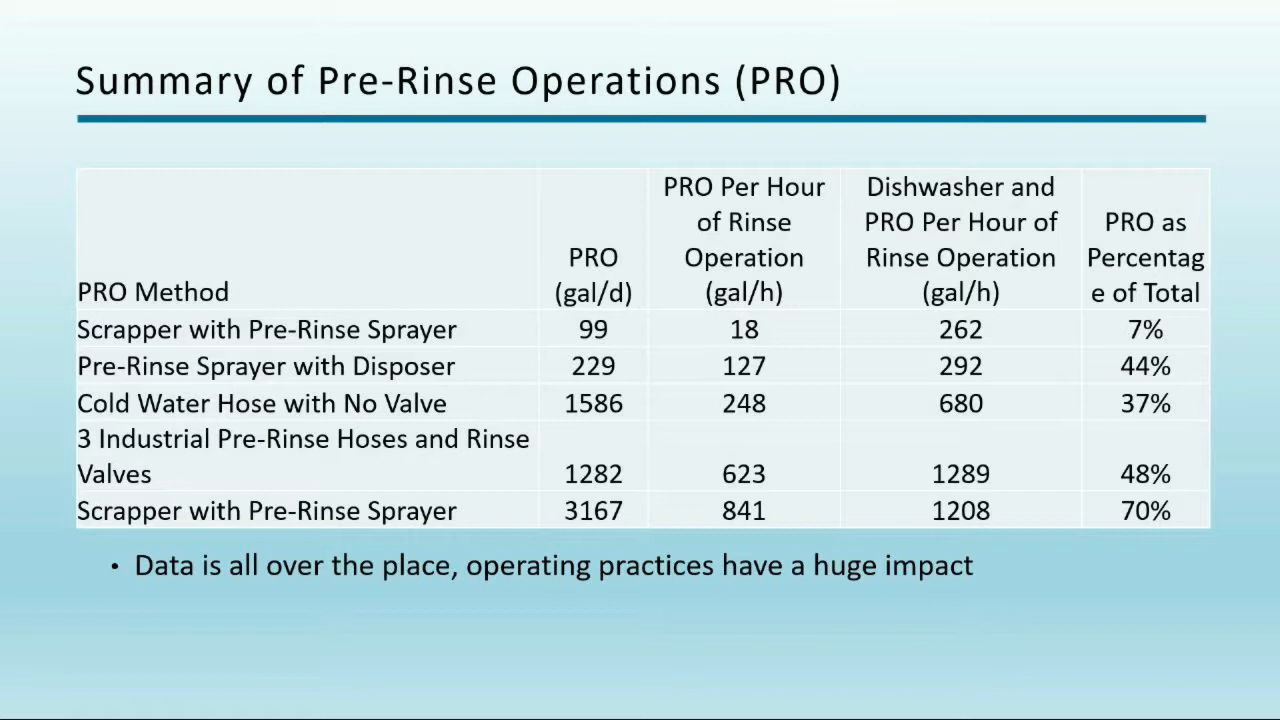 Summary of Pre-Rinse Operations (PRO)
PRO Method
PRO
(gal/d)
PRO Per Hour
of Rinse
Operation
(gal/h)
Dishwasher and
PRO Per Hour of
Rinse Operation
(gal/h)
PRO as
Percentag
e of Total
Scrapper with Pre-Rinse Sprayer 99 18 262 7%
Pre-Rinse Sprayer with Disposer 229 127 292 44%
Cold Water Hose with No Valve 1586 248 680 37%
3 Industrial Pre-Rinse Hoses and Rinse
Valves 1282 623 1289 48%
Scrapper with Pre-Rinse Sprayer 3167 841 1208 70%
• Data is all over the place, operating practices have a huge impact